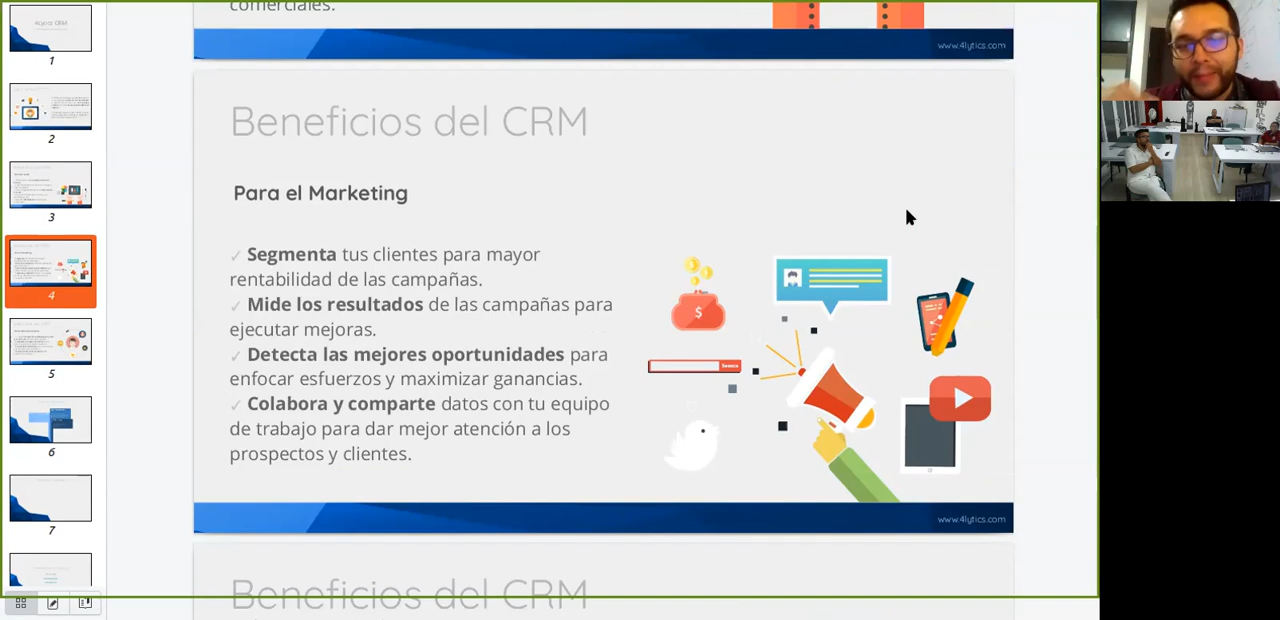 comerciales.
www.4lytics.com
Beneficios del CRM
Para el Marketing
✓ Segmenta tus clientes para mayor
rentabilidad de las campañas.
✓ Mide los resultados de las campañas para
ejecutar mejoras.
✓ Detecta las mejores oportunidades para
enfocar esfuerzos y maximizar ganancias.
✓ Colabora y comparte datos con tu equipo
de trabajo para dar mejor atención a los
prospectos y clientes.
$
www.4lytics.com
Beneficios del CRM
1
2
3
4
5
6
7